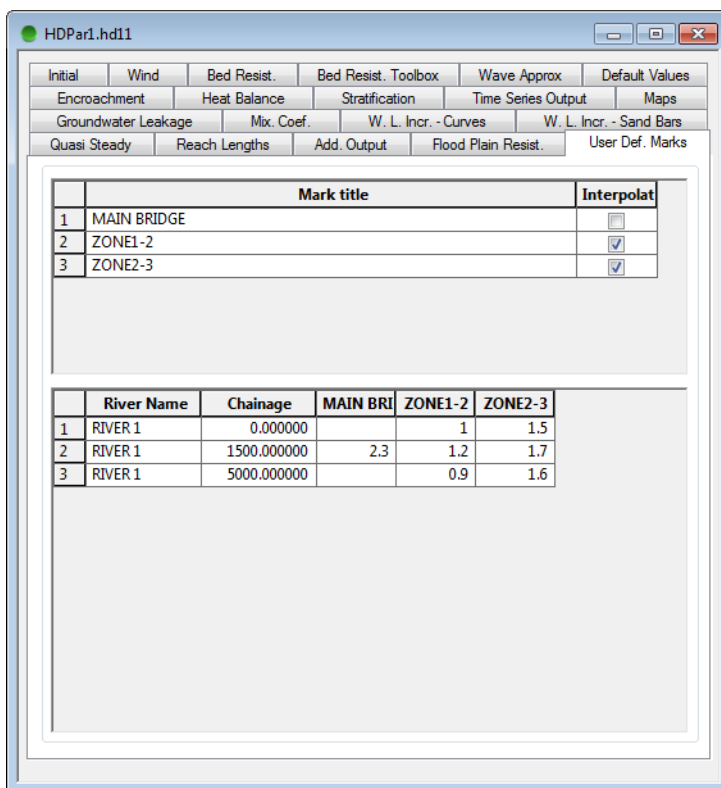 HDPar1.hd11
Initial Wind Bed Resist. Bed Resist. Toolbox Wave Approx Default Values
Encroachment Heat Balance Stratification Time Series Output Maps
Groundwater Leakage Mix. Coef. W. L. Incr. - Curves W. L. Incr. - Sand Bars
Quasi Steady Reach Lengths Add. Output Flood Plain Resist. User Def. Marks
Mark title Interpolat
1 MAIN BRIDGE
2 ZONE1-2
3 ZONE2-3
River Name Chainage MAIN BRI ZONE1-2 ZONE2-3
1 RIVER 1 0.000000 1 1.5
2 RIVER 1 1500.000000 2.3 1.2 1.7
3 RIVER 1 5000.000000 0.9 1.6